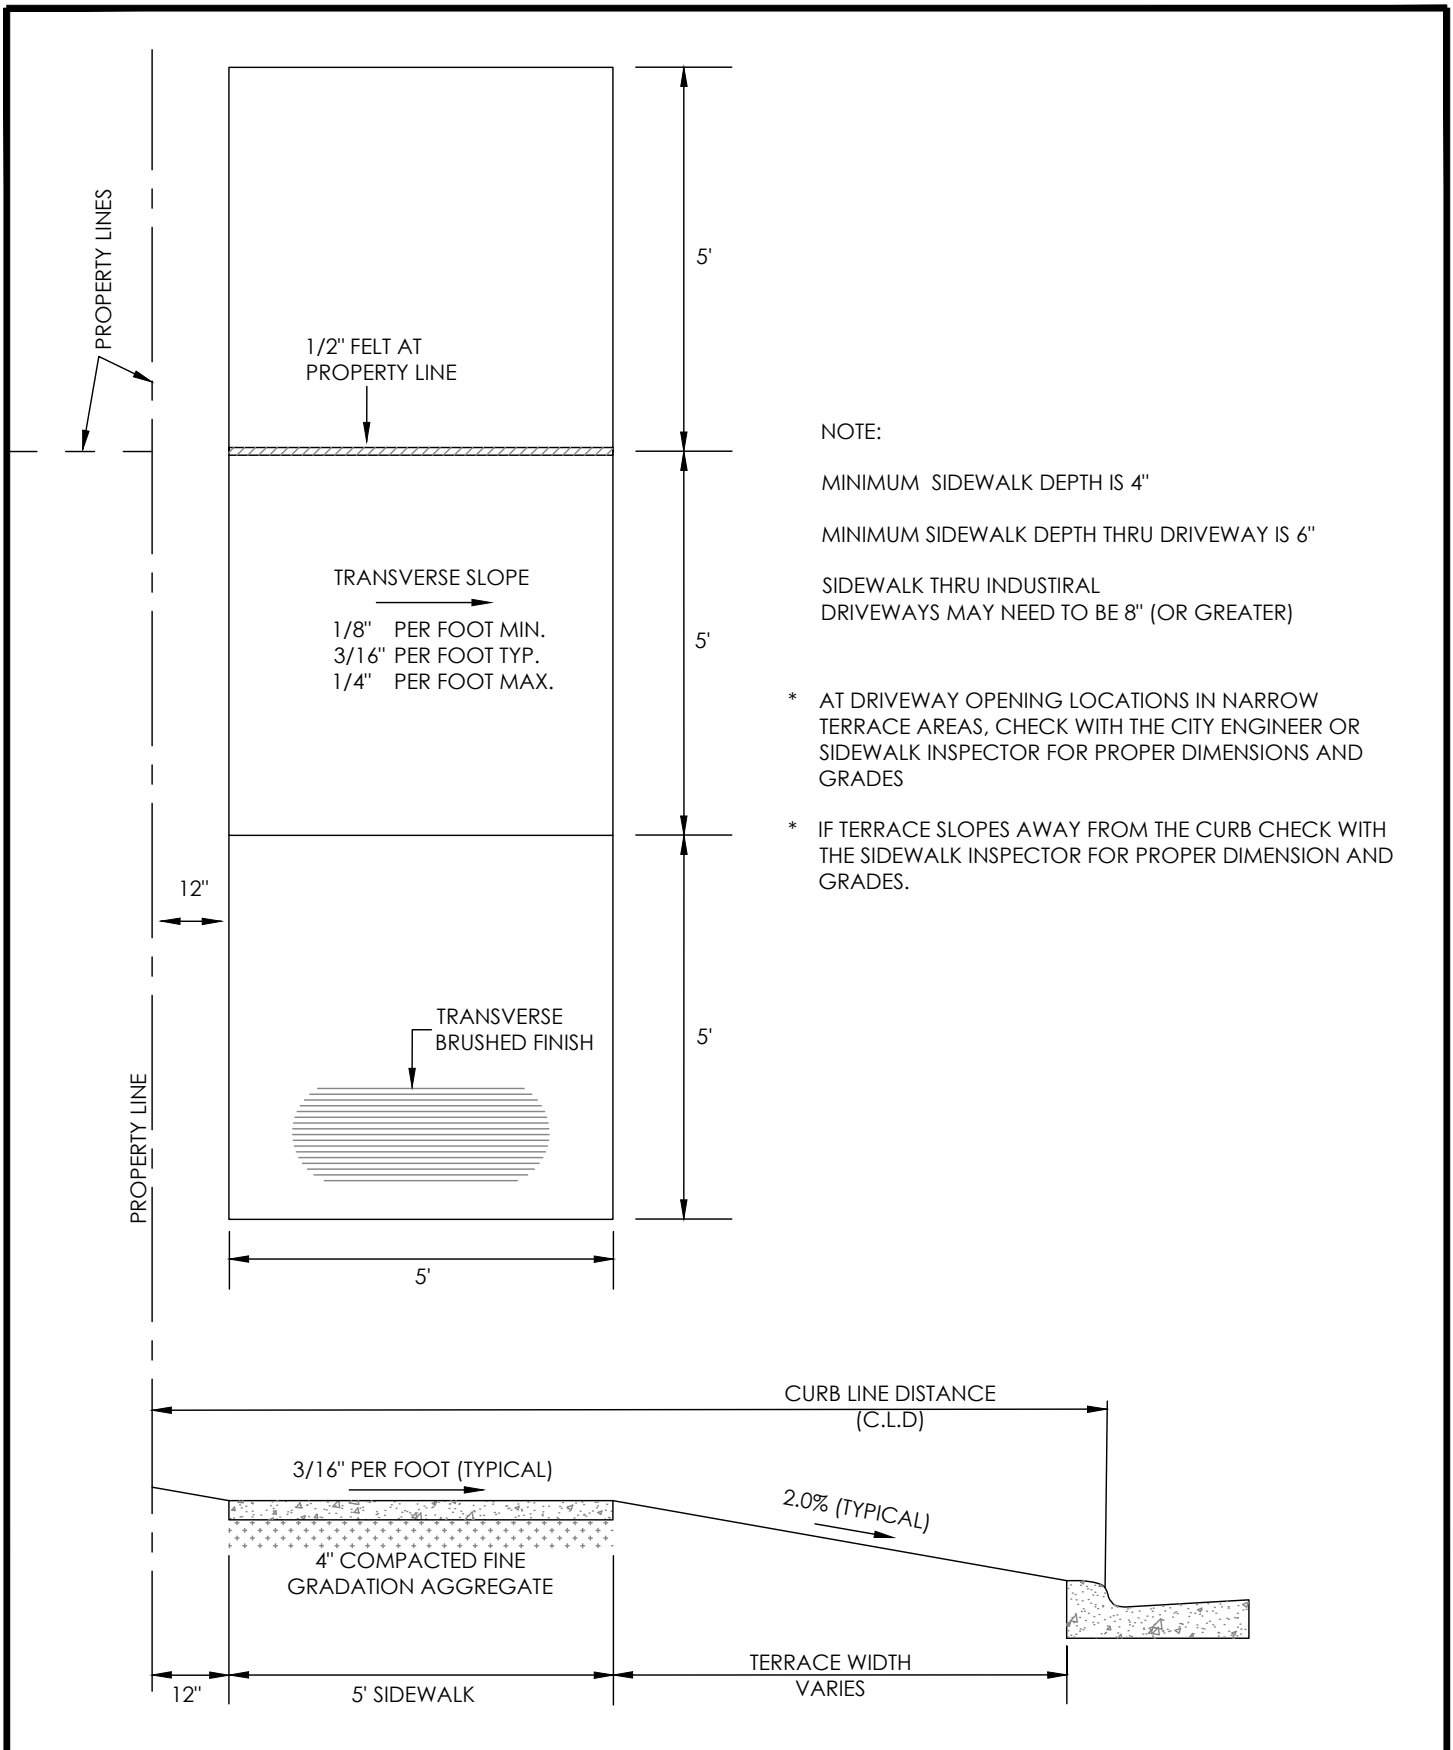 PROPERTY LINES
5'
1/2" FELT AT
PROPERTY LINE
NOTE:
MINIMUM SIDEWALK DEPTH IS 4"
MINIMUM SIDEWALK DEPTH THRU DRIVEWAY IS 6"
SIDEWALK THRU INDUSTIRAL
DRIVEWAYS MAY NEED TO BE 8" (OR GREATER)
TRANSVERSE SLOPE
1/8" PER FOOT MIN.
3/16" PER FOOT TYP.
1/4" PER FOOT MAX.
5'
* AT DRIVEWAY OPENING LOCATIONS IN NARROW
TERRACE AREAS, CHECK WITH THE CITY ENGINEER OR
SIDEWALK INSPECTOR FOR PROPER DIMENSIONS AND
GRADES
* IF TERRACE SLOPES AWAY FROM THE CURB CHECK WITH
THE SIDEWALK INSPECTOR FOR PROPER DIMENSION AND
GRADES.
12"
TRANSVERSE
BRUSHED FINISH
5'
PROPERTY LINE
5'
CURB LINE DISTANCE
(C.L.D)
3/16" PER FOOT (TYPICAL)
2.0% (TYPICAL)
4" COMPACTED FINE
GRADATION AGGREGATE
12"
5' SIDEWALK
TERRACE WIDTH
VARIES